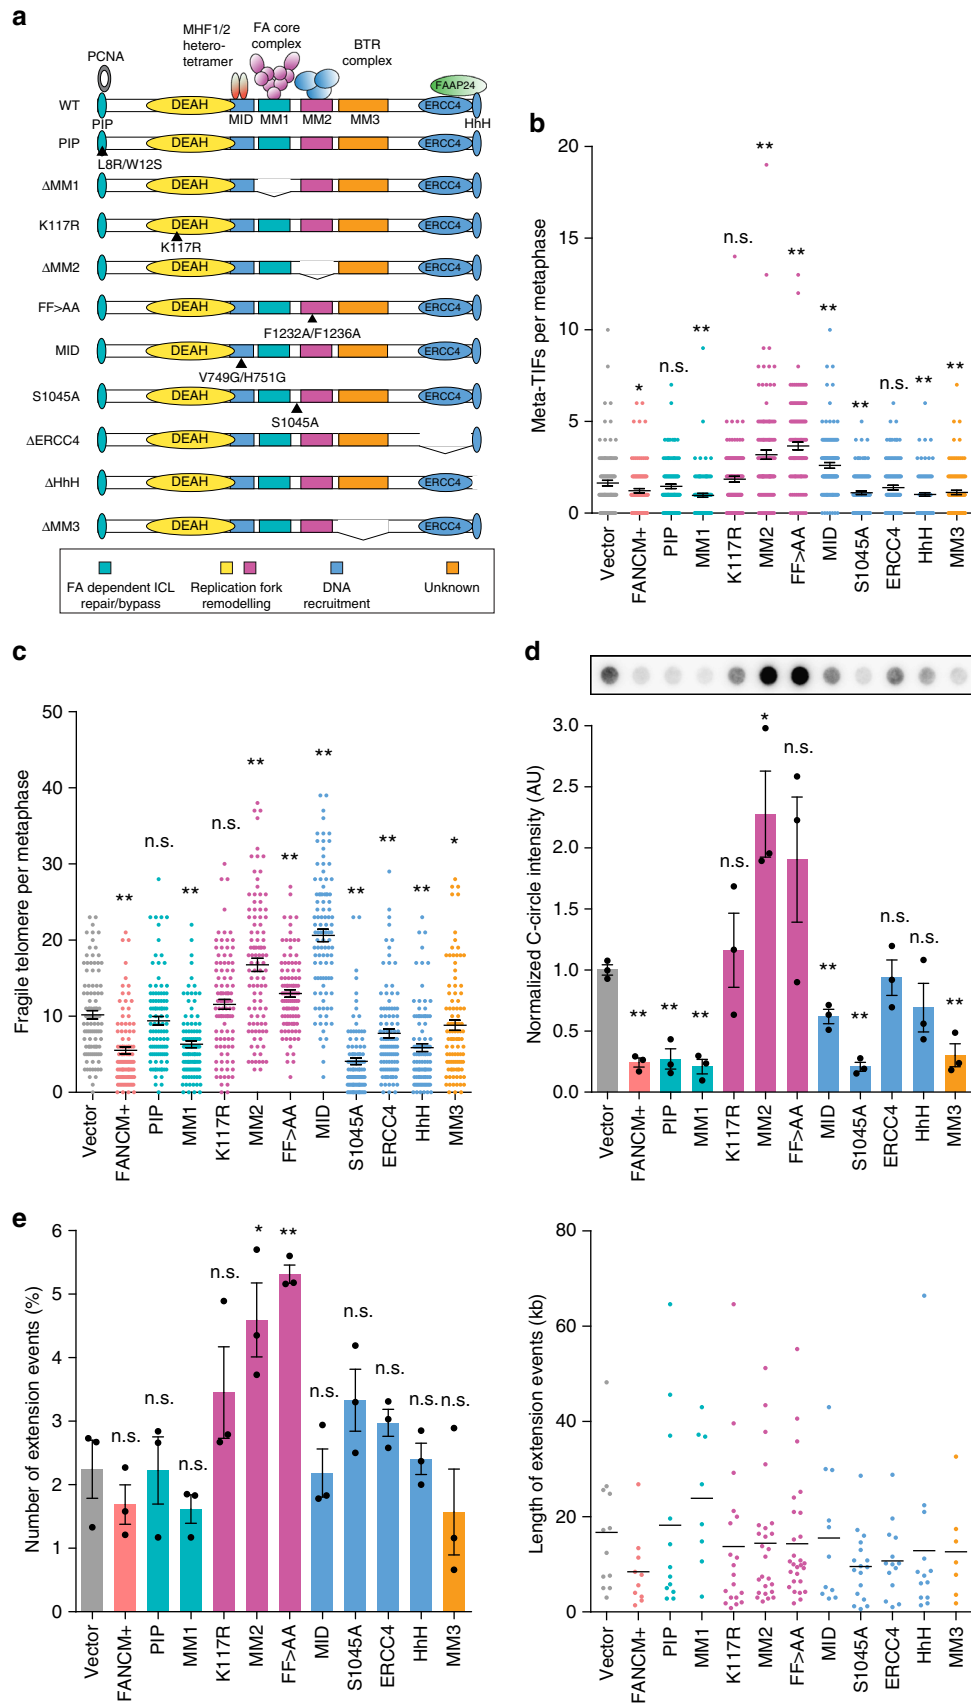 a
PCNA
MHF1/2
hetero-
tetramer
FA core
complex
BTR
complex
FAAP24
WT
DEAH
ERCC4
PIP
MID
MM1
MM2
MM3
HhH
PIP
DEAH
ERCC4
L8R/W12S
ΔMM1
DEAH
ERCC4
K117R
DEAH
ERCC4
K117R
ΔMM2
DEAH
ERCC4
FF>AA
DEAH
ERCC4
F1232A/F1236A
MID
DEAH
ERCC4
V749G/H751G
S1045A
DEAH
ERCC4
S1045A
ΔERCC4
DEAH
ΔHhH
DEAH
ERCC4
ΔMM3
DEAH
ERCC4
FA dependent ICL
repair/bypass
Replication fork
remodelling
DNA
recruitment
Unknown
b
Meta-TIFs per metaphase
20
15
10
5
0
* n.s. ** n.s. ** ** ** ** n.s. ** **
Vector FANCM+ PIP MM1 K117R MM2 FF>AA MID S1045A ERCC4 HhH MM3
c
Fragile telomere per metaphase
50
40
30
20
10
0
** n.s. ** n.s. ** ** ** ** ** ** *
Vector FANCM+ PIP MM1 K117R MM2 FF>AA MID S1045A ERCC4 HhH MM3
d
Normalized C-circle intensity (AU)
3.0
2.5
2.0
1.5
1.0
0.5
0.0
** ** ** n.s. * n.s. ** ** n.s. n.s. **
Vector FANCM+ PIP MM1 K117R MM2 FF>AA MID S1045A ERCC4 HhH MM3
e
Number of extension events (%)
6
5
4
3
2
1
0
n.s. n.s. n.s. n.s. * ** n.s. n.s. n.s. n.s. n.s.
Vector FANCM+ PIP MM1 K117R MM2 FF>AA MID S1045A ERCC4 HhH MM3
Length of extension events (kb)
80
60
40
20
0
Vector FANCM+ PIP MM1 K117R MM2 FF>AA MID S1045A ERCC4 HhH MM3